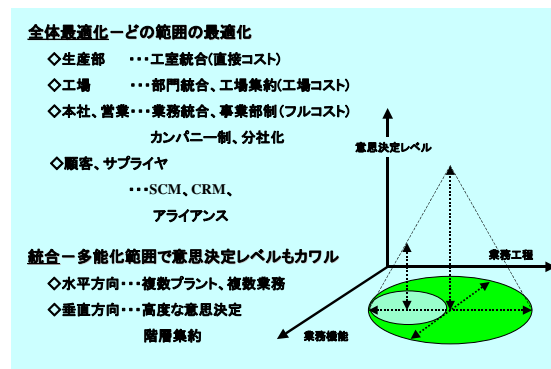 全体最適化－どの範囲の最適化
◇生産部 ・・・工室統合(直接コスト)
◇工場 ・・・部門統合、工場集約(工場コスト)
◇本社、営業・・・業務統合、事業部制(フルコスト)
カンパニー制、分社化
◇顧客、サプライヤ
・・・SCM、CRM、
アライアンス
統合－多能化範囲で意思決定レベルもカワル
◇水平方向・・・複数プラント、複数業務
◇垂直方向・・・高度な意思決定
階層集約
意思決定レベル
業務工程
業務機能